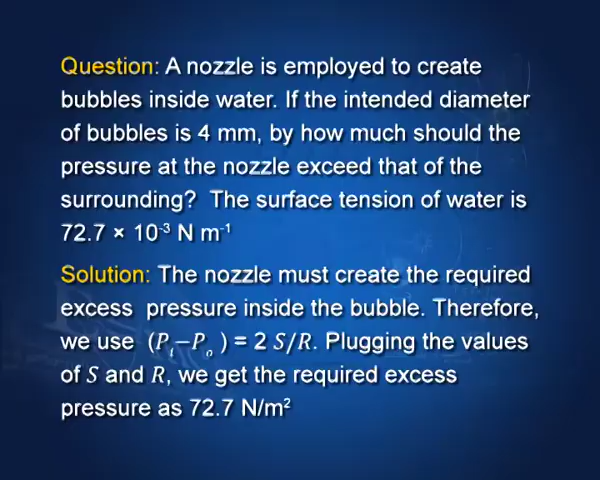 Question: A nozzle is employed to create
bubbles inside water. If the intended diameter
of bubbles is 4 mm, by how much should the
pressure at the nozzle exceed that of the
surrounding? The surface tension of water is
72.7 × 10⁻³ N m⁻¹
Solution: The nozzle must create the required
excess pressure inside the bubble. Therefore,
we use (Pᵢ–Pₒ) = 2 S/R. Plugging the values
of S and R, we get the required excess
pressure as 72.7 N/m²